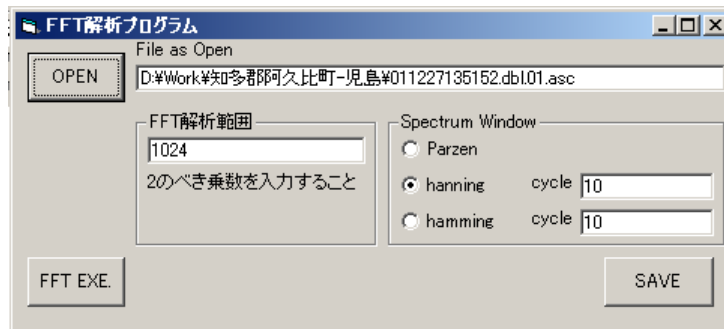 FFT解析プログラム
File as Open
OPEN
D:¥Work¥知多郡阿久比町-児島¥011227135152.dbl.01.asc
FFT解析範囲
1024
2のべき乗数を入力すること
Spectrum Window
Parzen
hanning cycle 10
hamming cycle 10
FFT EXE.
SAVE